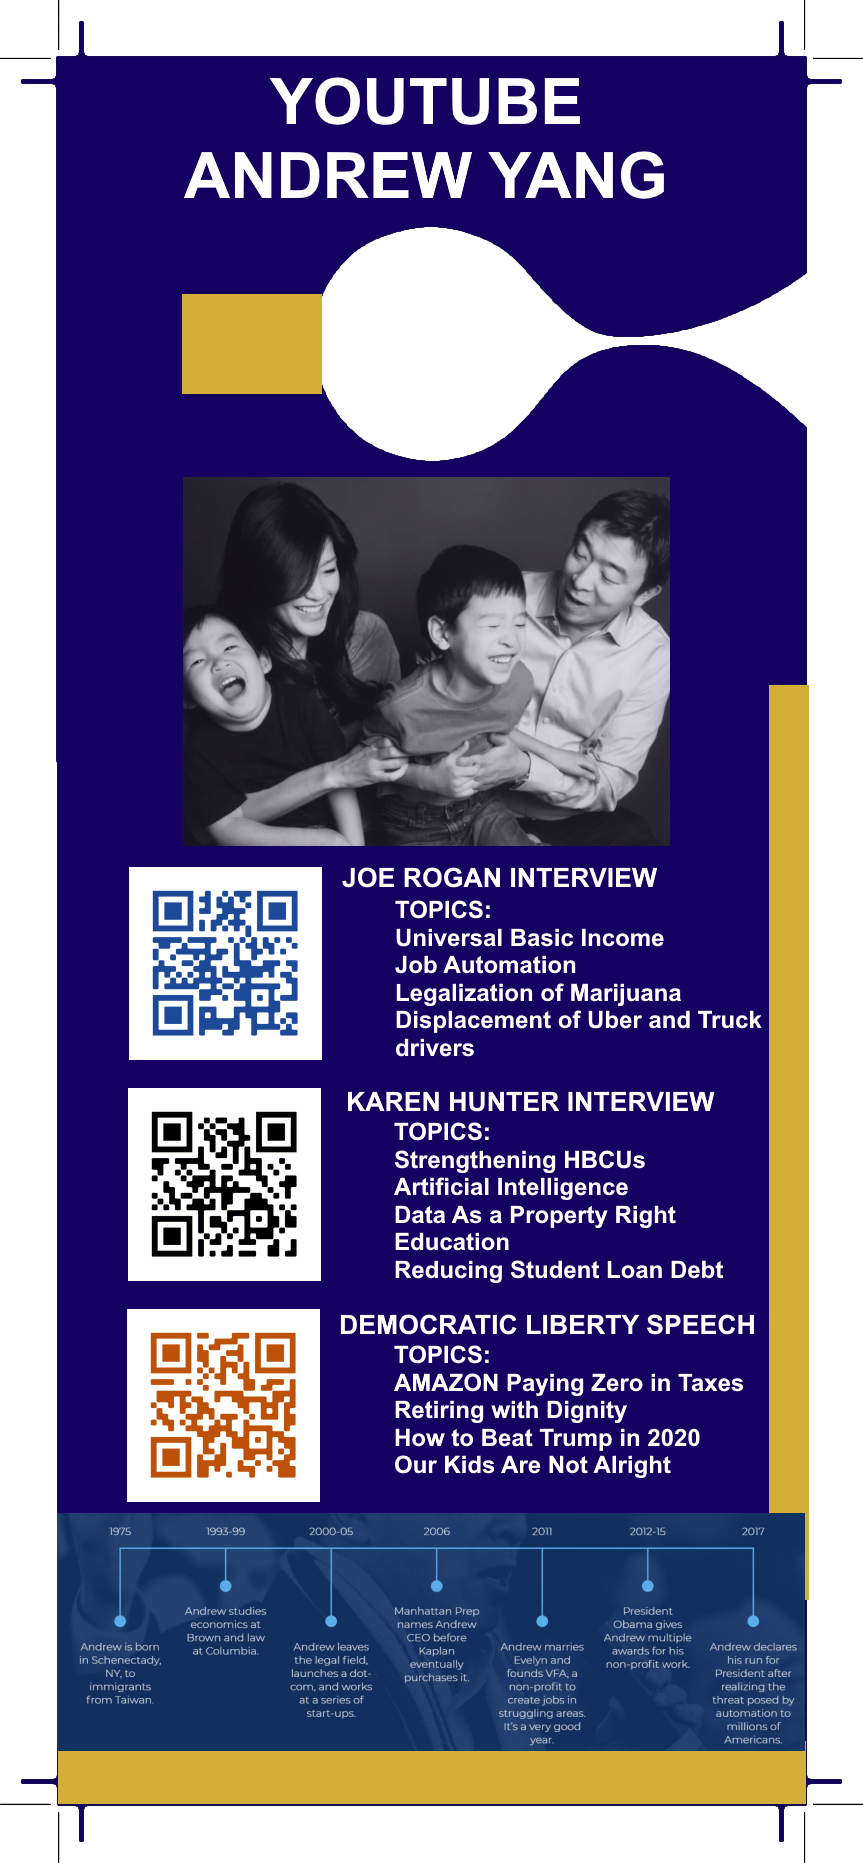 YOUTUBE
ANDREW YANG
JOE ROGAN INTERVIEW
TOPICS:
Universal Basic Income
Job Automation
Legalization of Marijuana
Displacement of Uber and Truck
drivers
KAREN HUNTER INTERVIEW
TOPICS:
Strengthening HBCUs
Artificial Intelligence
Data As a Property Right
Education
Reducing Student Loan Debt
DEMOCRATIC LIBERTY SPEECH
TOPICS:
AMAZON Paying Zero in Taxes
Retiring with Dignity
How to Beat Trump in 2020
Our Kids Are Not Alright
1975
Andrew is born
in Schenectady,
NY, to
immigrants
from Taiwan.
1993-99
Andrew studies
economics at
Brown and law
at Columbia.
2000-05
Andrew leaves
the legal field,
launches a dot-
com, and works
at a series of
start-ups.
2006
Manhattan Prep
names Andrew
CEO before
Kaplan
eventually
purchases it.
2011
Andrew marries
Evelyn and
founds VFA, a
non-profit to
create jobs in
struggling areas.
It's a very good
year.
2012-15
President
Obama gives
Andrew multiple
awards for his
non-profit work.
2017
Andrew declares
his run for
President after
realizing the
threat posed by
automation to
millions of
Americans.